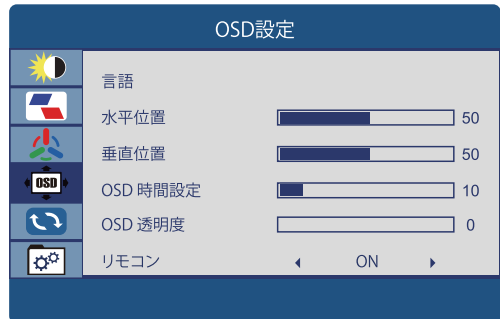 OSD設定
言語
水平位置 50
垂直位置 50
OSD
OSD 時間設定 10
OSD 透明度 0
リモコン ON